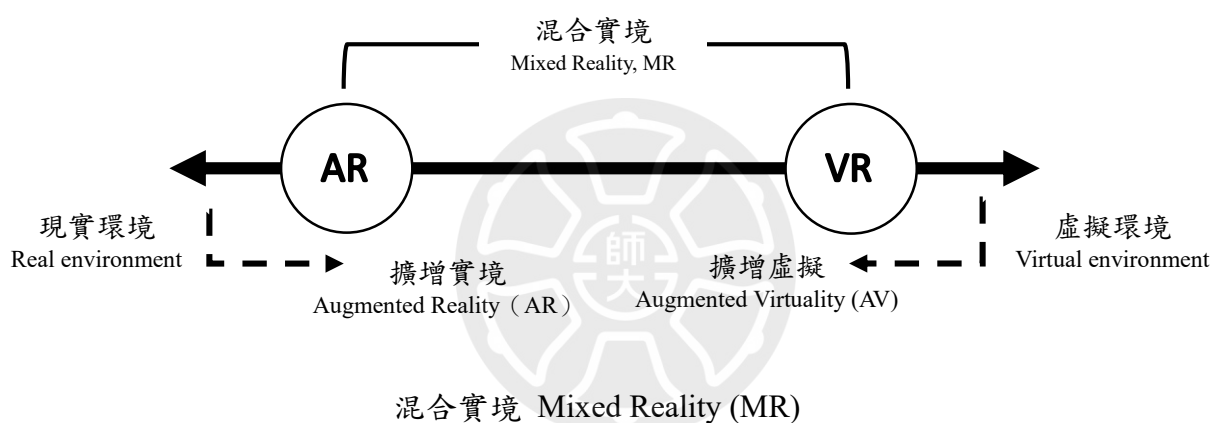 混合實境
Mixed Reality, MR
AR
VR
現實環境
Real environment
擴增實境
Augmented Reality（AR）
擴增虛擬
Augmented Virtuality (AV)
虛擬環境
Virtual environment
師大
混合實境 Mixed Reality (MR)